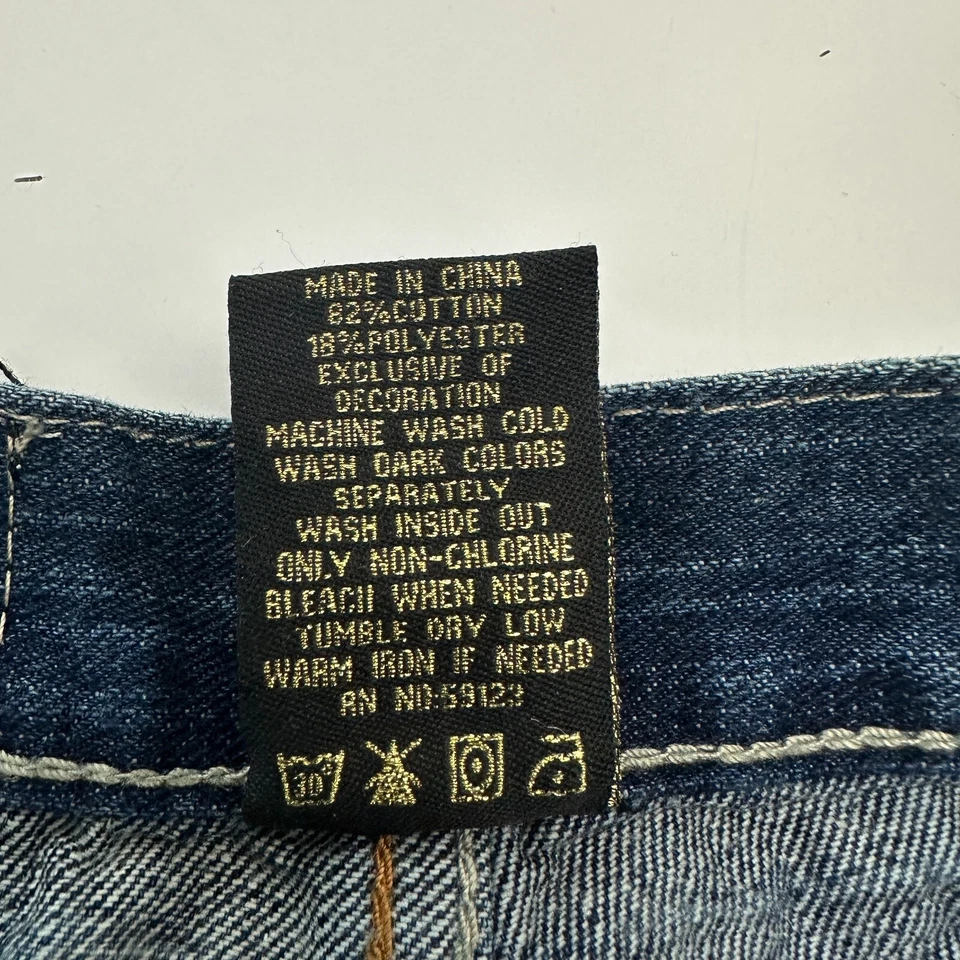 MADE IN CHINA
82%COTTON
18%POLYESTER
EXCLUSIVE OF
DECORATION
MACHINE WASH COLD
WASH DARK COLORS
SEPARATELY
WASH INSIDE OUT
ONLY NON-CHLORINE
BLEACH WHEN NEEDED
TUMBLE DRY LOW
WARM IRON IF NEEDED
RN NO:59123
30